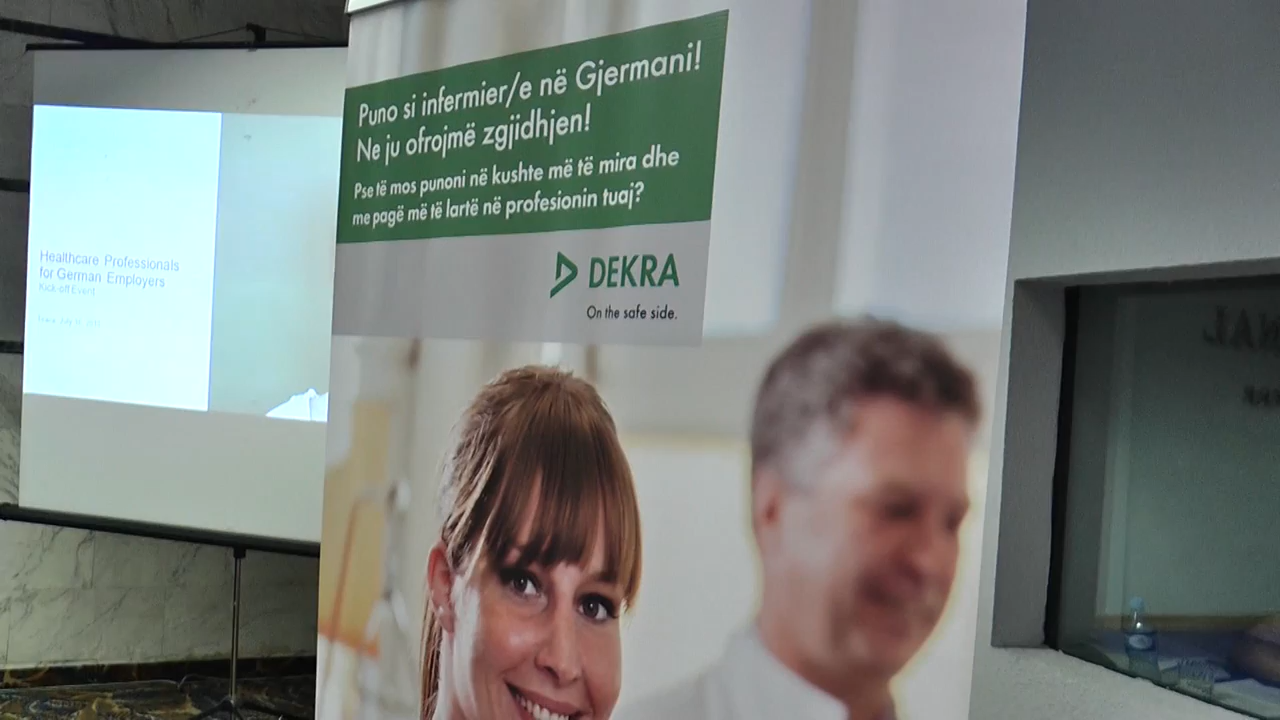 Puno si infermier/e në Gjermani!
Ne ju ofrojmë zgjidhjen!
Pse të mos punoni në kushte më të mira dhe
me pagë më të lartë në profesionin tuaj?
DEKRA
On the safe side.
Healthcare Professionals
for German Employers
Kick-off Event